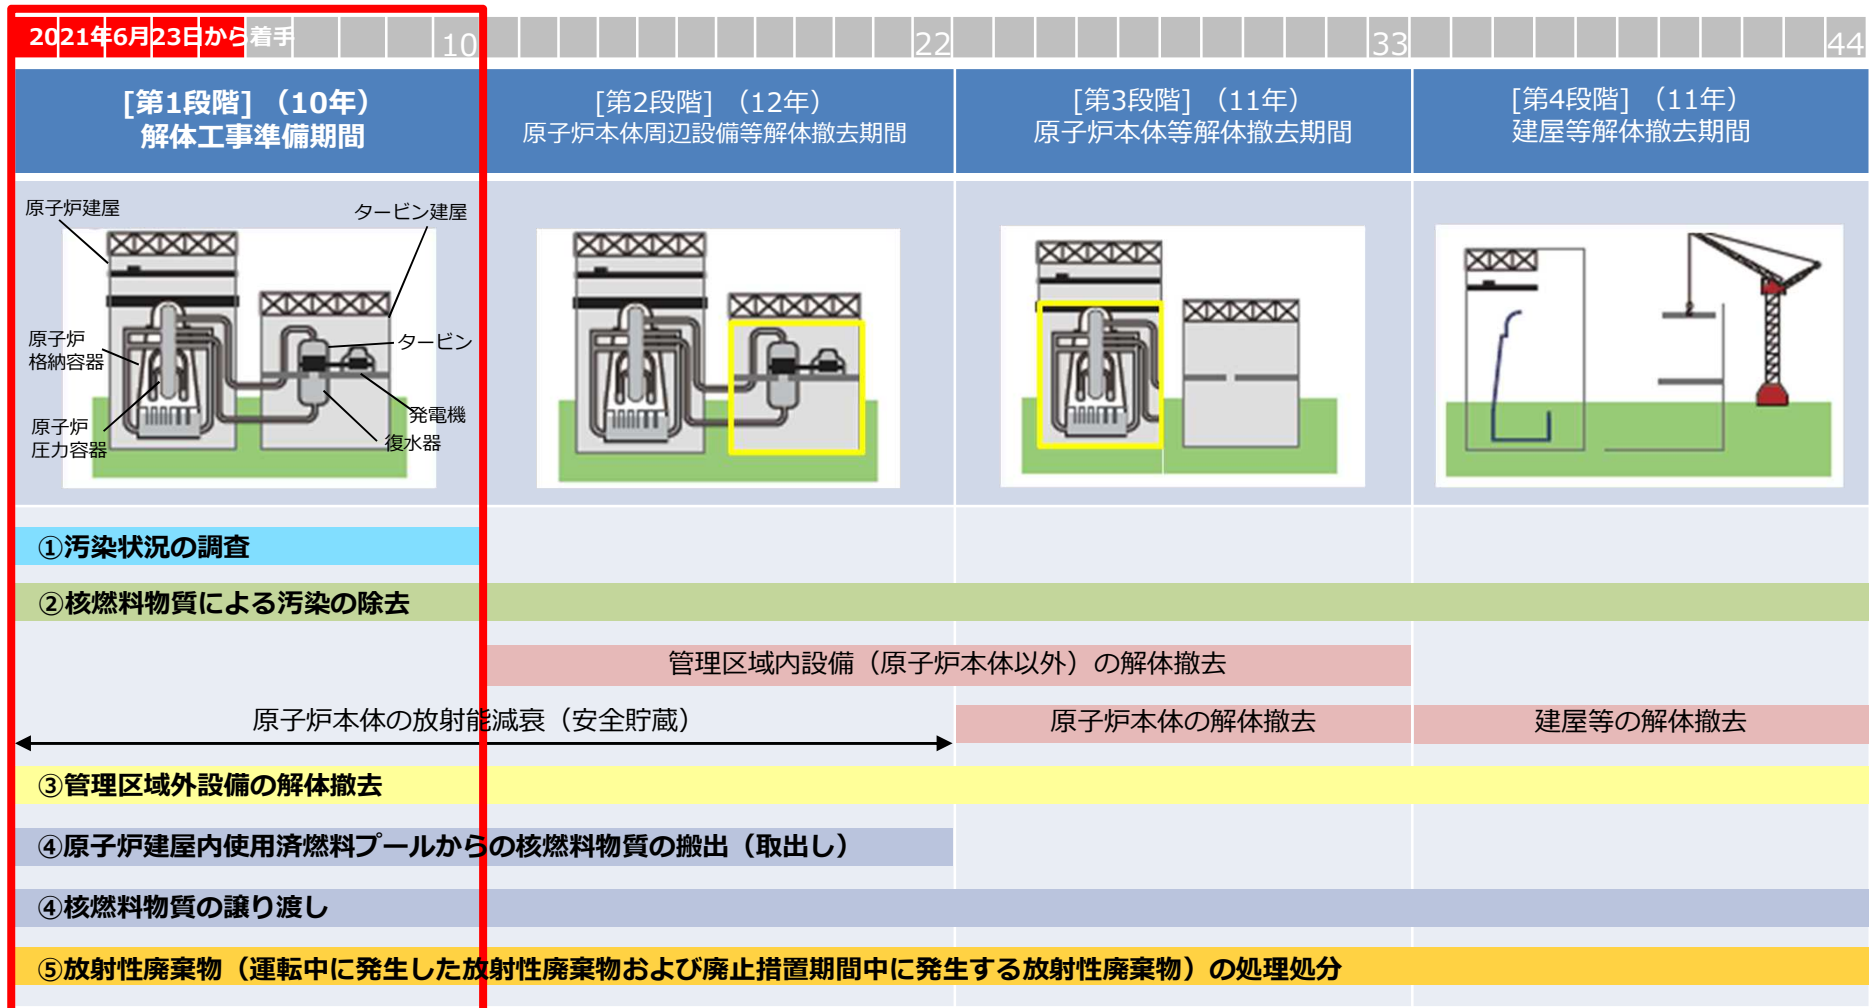 2021年6月23日から着手
10
22
33
44
[第1段階]（10年）
解体工事準備期間
[第2段階]（12年）
原子炉本体周辺設備等解体撤去期間
[第3段階]（11年）
原子炉本体等解体撤去期間
[第4段階]（11年）
建屋等解体撤去期間
原子炉建屋
タービン建屋
原子炉
格納容器
タービン
原子炉
圧力容器
発電機
復水器
①汚染状況の調査
②核燃料物質による汚染の除去
管理区域内設備（原子炉本体以外）の解体撤去
原子炉本体の放射能減衰（安全貯蔵）
原子炉本体の解体撤去
建屋等の解体撤去
③管理区域外設備の解体撤去
④原子炉建屋内使用済燃料プールからの核燃料物質の搬出（取出し）
④核燃料物質の譲り渡し
⑤放射性廃棄物（運転中に発生した放射性廃棄物および廃止措置期間中に発生する放射性廃棄物）の処理処分